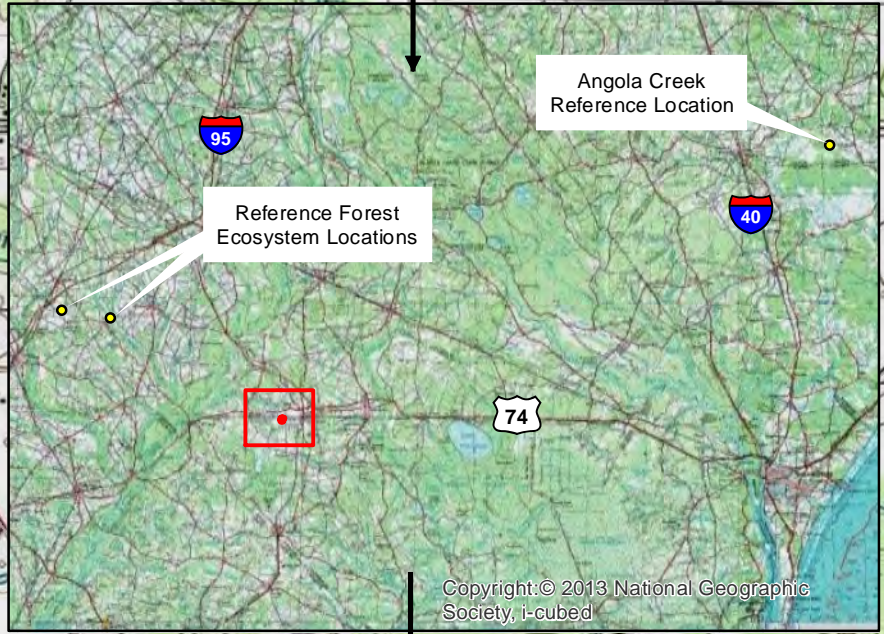 Angola Creek
Reference Location
95
Reference Forest
Ecosystem Locations
40
74
Copyright:© 2013 National Geographic
Society, i-cubed